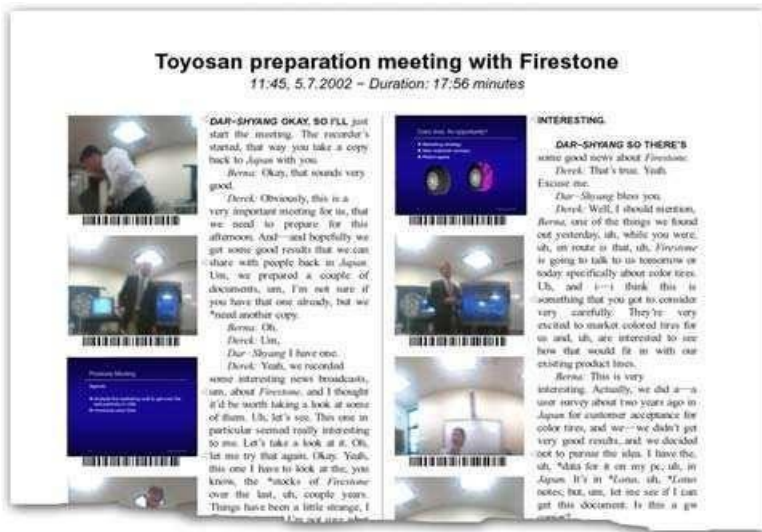 Toyosan preparation meeting with Firestone
11:45, 5.7.2002 – Duration: 17:56 minutes
DAR-SHYANG OKAY, SO I'LL just
start the meeting. The recorder's
started, that way you take a copy
back to Japan with you.
Berna: Okay, that sounds very
good.
Derek: Obviously, this is a
very important meeting for us, that
we need to prepare for this
afternoon. And—and hopefully we
get some good results that we can
share with people back in Japan.
Um, we prepared a couple of
documents, um, I'm not sure if
you have that one already, but we
*need another copy.
Berna: Oh.
Derek: Um,
Dar-Shyang I have one.
Derek: Yeah, we recorded
some interesting news broadcasts,
um, about Firestone, and I thought
it'd be worth taking a look at some
of them. Uh, let's see. This one in
particular seemed really interesting
to me. Let's take a look at it. Oh,
let me try that again. Okay. Yeah,
this one I have to look at the, you
know, the *stocks of Firestone
over the last, uh, couple years.
Things have been a little strange, I
I'm not sure what
Agenda
INTERESTING.
DAR-SHYANG SO THERE'S
some good news about Firestone.
Derek: That's true. Yeah.
Excuse me.
Dar-Shyang bless you.
Derek: Well, I should mention,
Berna, one of the things we found
out yesterday, uh, while you were,
uh, en route is that, uh, Firestone
is going to talk to us tomorrow or
today specifically about color tires.
Uh, and i—i think this is
something that you got to consider
very carefully. They're very
excited to market colored tires for
us and, uh, are interested to see
how that would fit in with our
existing product lines.
Berna: This is very
interesting. Actually, we did a—a
user survey about two years ago in
Japan for customer acceptance for
color tires, and we—we didn't get
very good results, and we decided
not to pursue the idea. I have the,
uh, *data for it on my pc, uh, in
Japan. It's in *Lotus, uh, *Lotus
notes, but, um, let me see if I can
get this document. Is this a gw